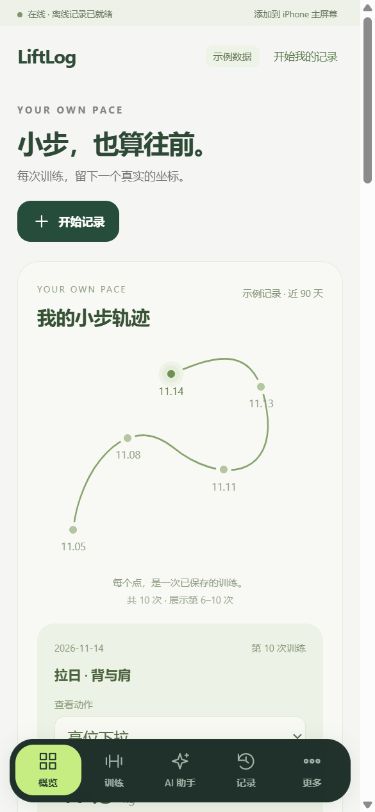 在线 · 离线记录已就绪 添加到 iPhone 主屏幕
LiftLog 示例数据 开始我的记录
YOUR OWN PACE
小步，也算往前。
每次训练，留下一个真实的坐标。
开始记录
YOUR OWN PACE 示例记录 · 近 90 天
我的小步轨迹
11.14
11.13
11.08
11.11
11.05
每个点，是一次已保存的训练。
共 10 次 · 展示第 6–10 次
2026-11-14 第 10 次训练
拉日 · 背与肩
查看动作
高位下拉
概览 训练 AI 助手 记录 更多